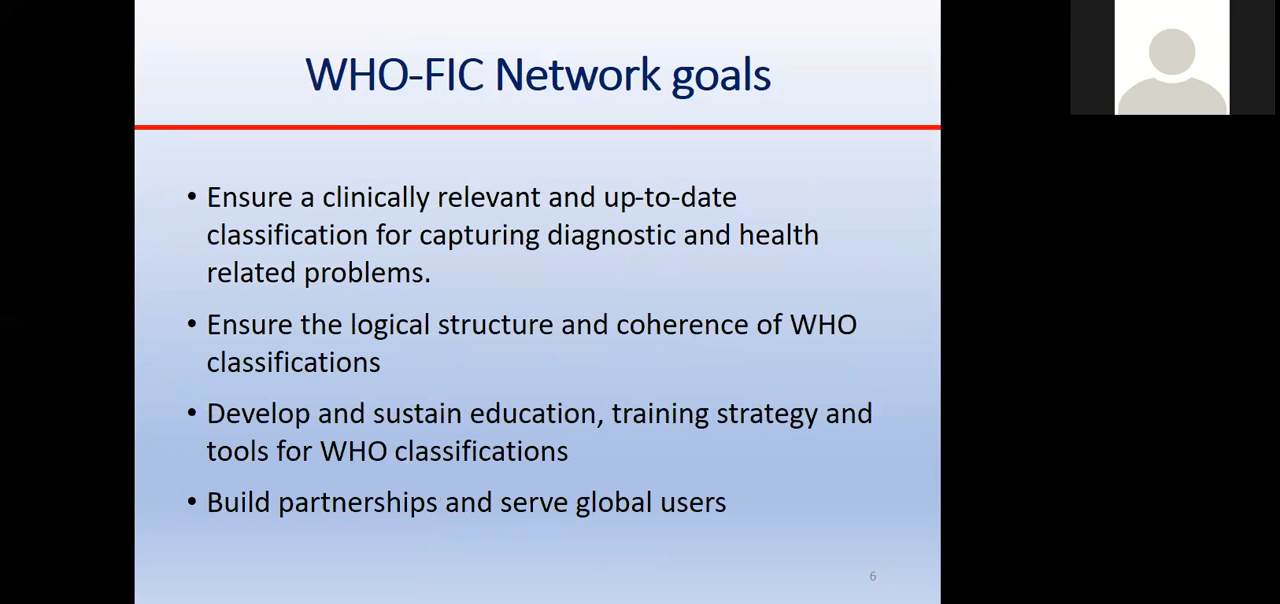 WHO-FIC Network goals
• Ensure a clinically relevant and up-to-date
classification for capturing diagnostic and health
related problems.
• Ensure the logical structure and coherence of WHO
classifications
• Develop and sustain education, training strategy and
tools for WHO classifications
• Build partnerships and serve global users
6